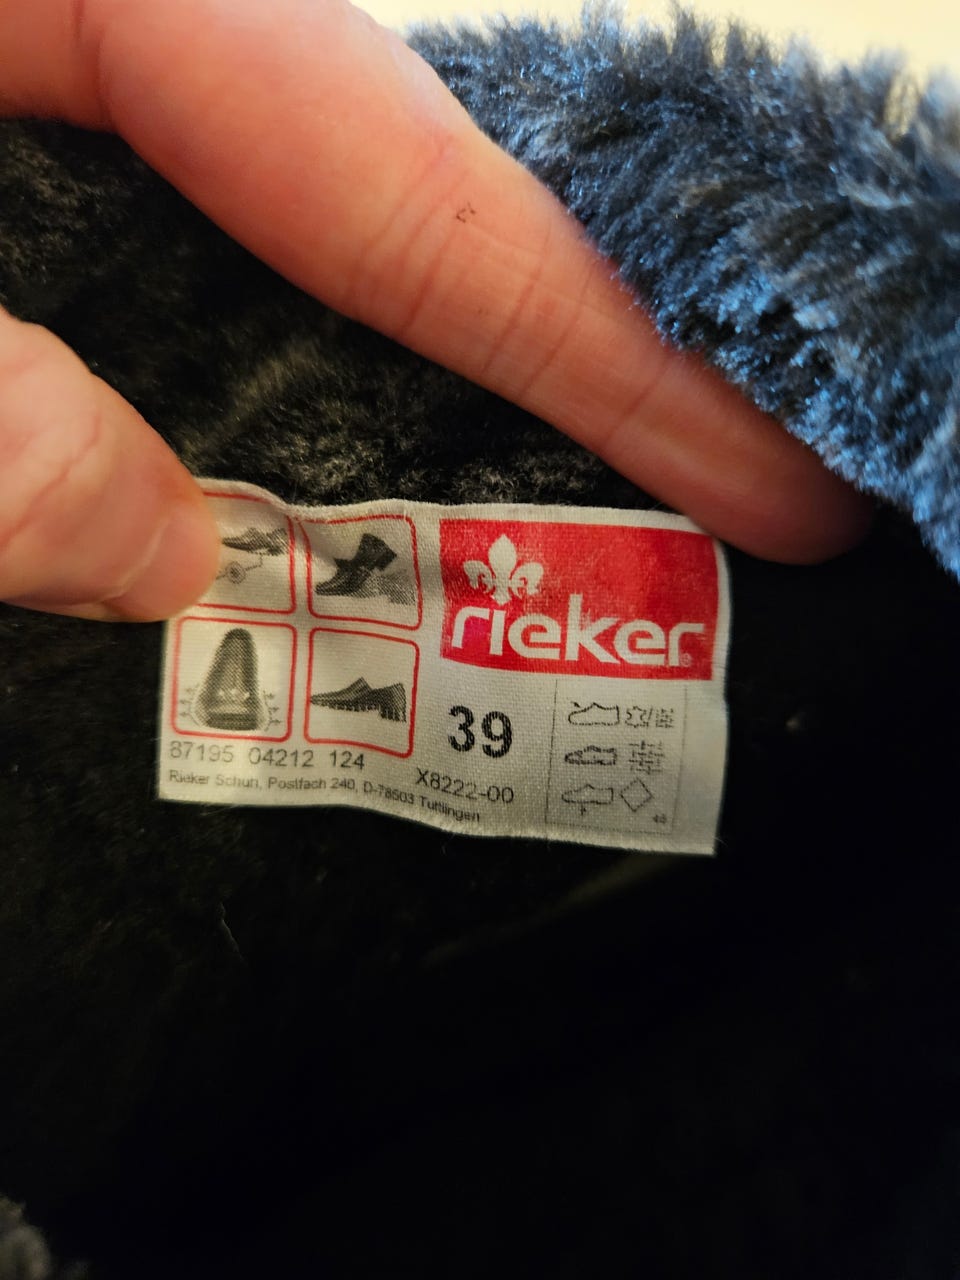 rieker
39
87195 04212 124
X8222-00
Rieker Schuh, Postfach 240, D-78503 Tuttlingen